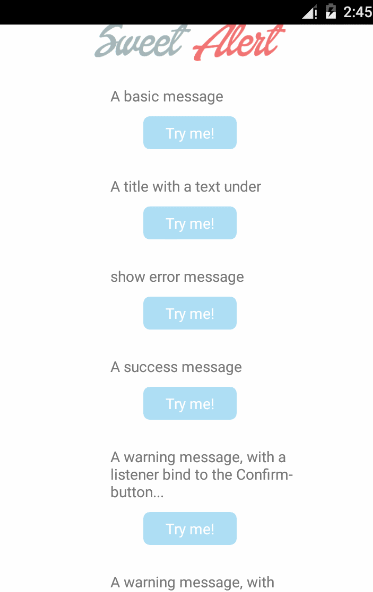 2:45
Sweet Alert
A basic message
Try me!
A title with a text under
Try me!
show error message
Try me!
A success message
Try me!
A warning message, with a
listener bind to the Confirm-
button...
Try me!
A warning message, with